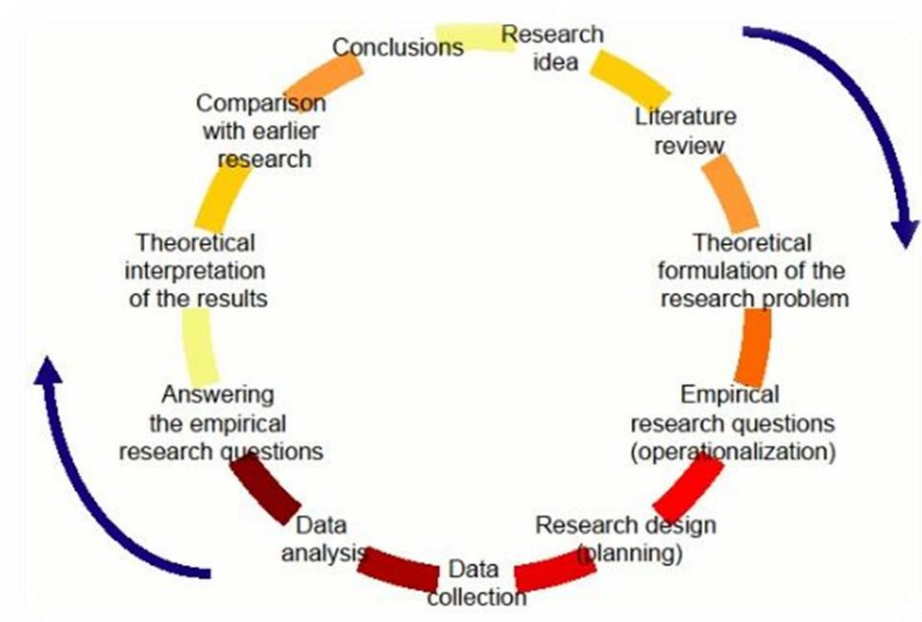 Research
idea
Literature
review
Theoretical
formulation of the
research problem
Empirical
research questions
(operationalization)
Research design
(planning)
Data
collection
Data
analysis
Answering
the empirical
research questions
Theoretical
interpretation
of the results
Comparison
with earlier
research
Conclusions